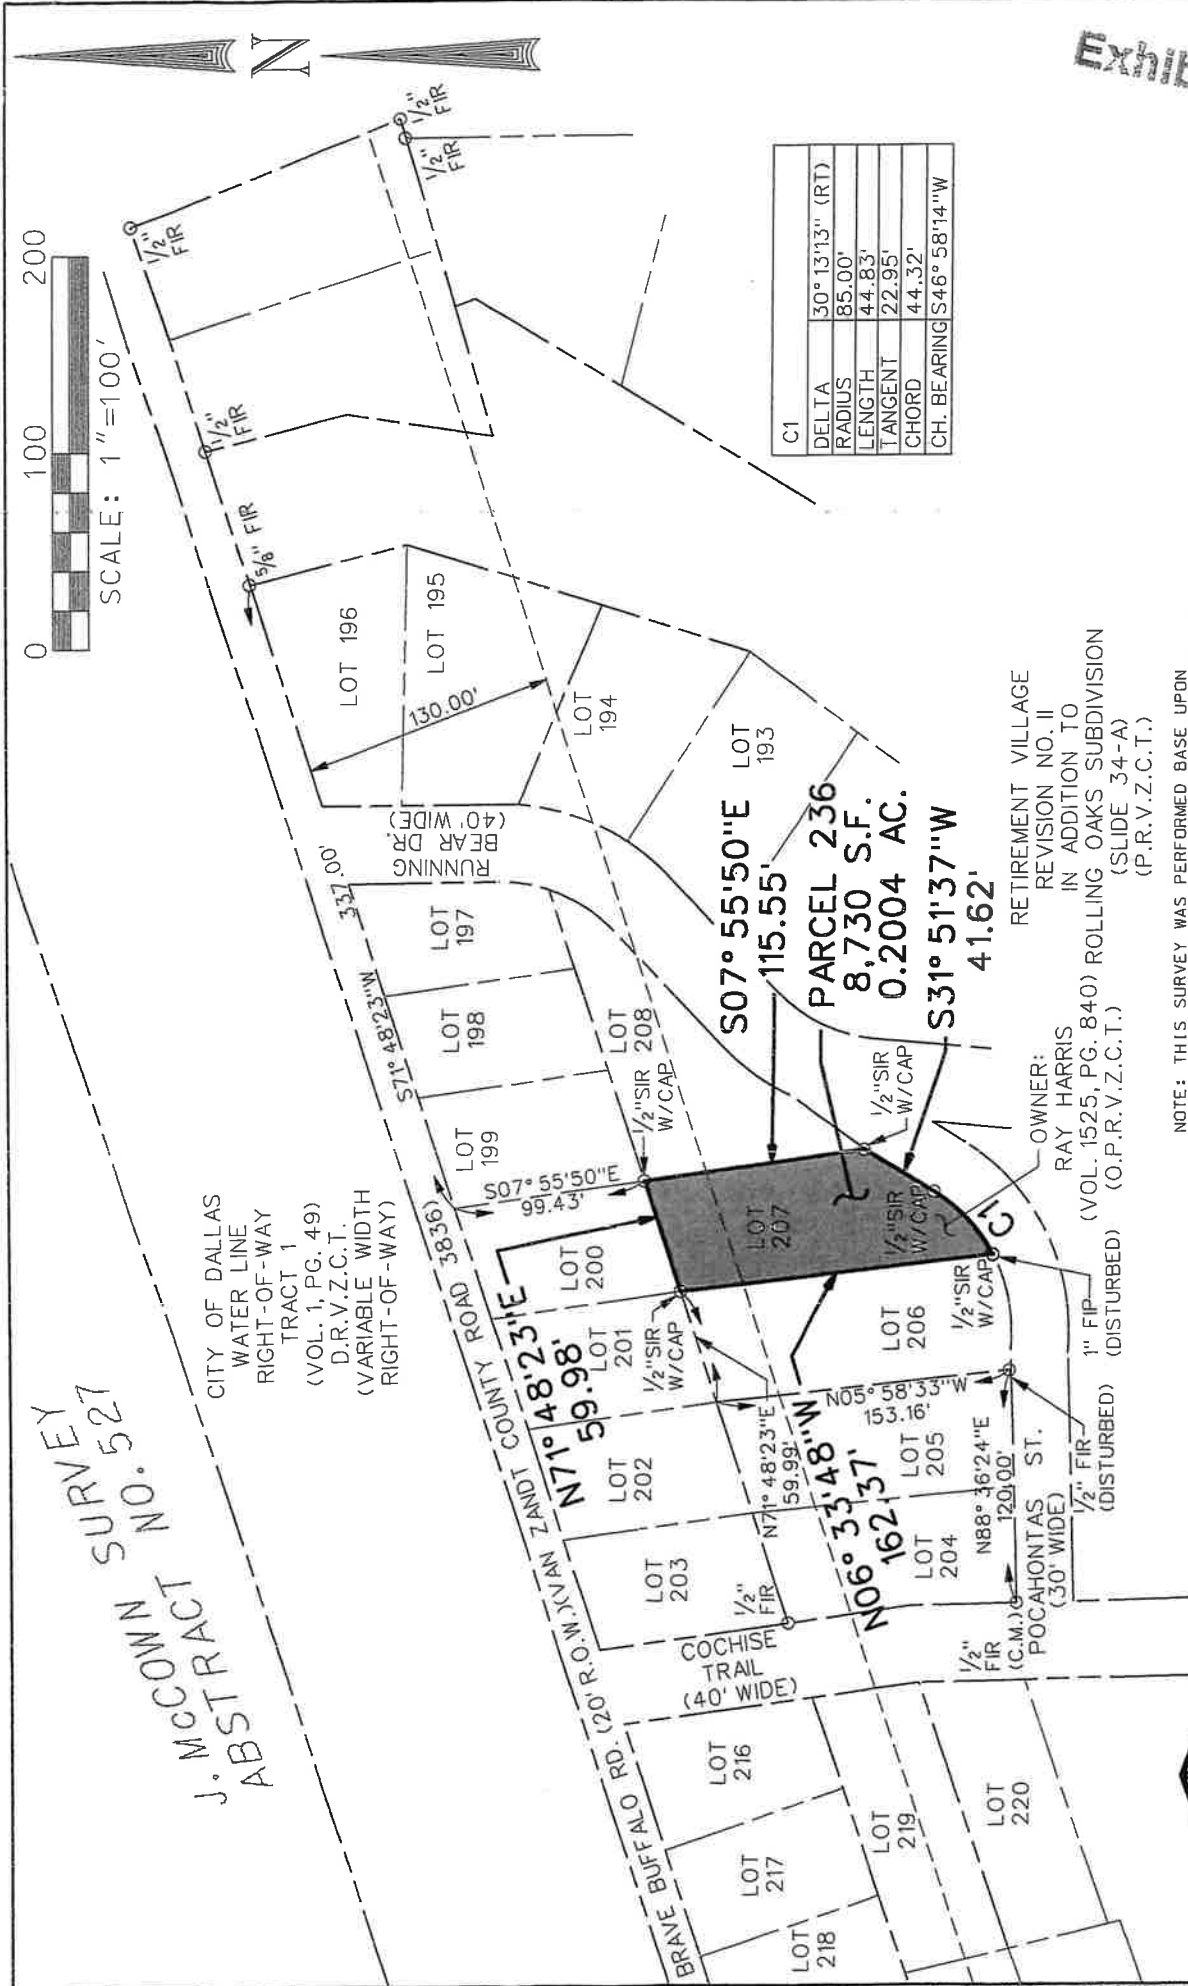 Exhib
N
0 100 200
SCALE: 1"=100'
J. MCCOWN SURVEY
ABSTRACT NO. 527
CITY OF DALLAS
WATER LINE
RIGHT-OF-WAY
TRACT 1
(VOL. 1, PG. 49)
D.R.V.Z.C.T.
(VARIABLE WIDTH
RIGHT-OF-WAY)
BRAVE BUFFALO RD. (20' R.O.W.)(VAN ZANDT COUNTY ROAD 3836)
S71° 48'23"W
337.00'
5/8" FIR
1/2"
FIR
1/2"
FIR
1/2"
FIR
1/2"
FIR
LOT 196
LOT 195
130.00'
LOT
194
LOT
193
RUNNING
BEAR DR.
(40' WIDE)
LOT
197
LOT
198
LOT
199
LOT
208
S07° 55'50"E
99.43'
1/2"SIR
W/CAP
LOT
200
LOT
201
LOT
202
LOT
203
N71° 48'23"E
59.98'
1/2"SIR
W/CAP
LOT
207
S07° 55'50"E
115.55'
PARCEL 236
8,730 S.F.
0.2004 AC.
S31° 51'37"W
41.62'
1/2"SIR
W/CAP
1/2"SIR
W/CAP
1/2"SIR
W/CAP
C1
LOT
206
LOT
205
LOT
204
N05° 58'33"W
153.16'
N71° 48'23"E
59.99'
N06° 33'48"W
162.37'
N88° 36'24"E
120.00'
1/2"
FIR
COCHISE
TRAIL
(40' WIDE)
1/2"
FIR
(C.M.)
POCAHONTAS ST.
(30' WIDE)
1/2" FIR
(DISTURBED)
1" FIP
(DISTURBED)
LOT
216
LOT
217
LOT
218
LOT
219
LOT
220
OWNER:
RAY HARRIS
(VOL. 1525, PG. 840)
(O.P.R.V.Z.C.T.)
RETIREMENT VILLAGE
REVISION NO. II
IN ADDITION TO
ROLLING OAKS SUBDIVISION
(SLIDE 34-A)
(P.R.V.Z.C.T.)
C1
DELTA 30° 13'13" (RT)
RADIUS 85.00'
LENGTH 44.83'
TANGENT 22.95'
CHORD 44.32'
CH. BEARING S46° 58'14"W
NOTE: THIS SURVEY WAS PERFORMED BASE UPON